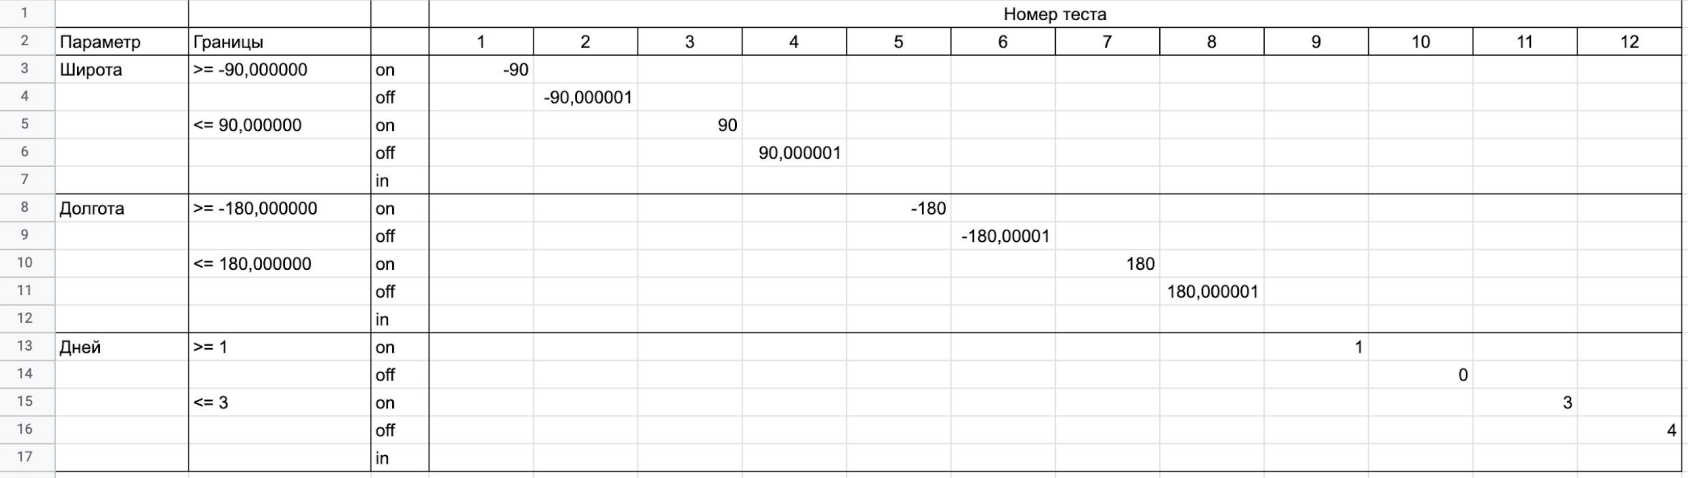 1 Номер теста
2 Параметр Границы 1 2 3 4 5 6 7 8 9 10 11 12
3 Широта >= -90,000000 on -90
4 off -90,000001
5 <= 90,000000 on 90
6 off 90,000001
7 in
8 Долгота >= -180,000000 on -180
9 off -180,00001
10 <= 180,000000 on 180
11 off 180,000001
12 in
13 Дней >= 1 on 1
14 off 0
15 <= 3 on 3
16 off 4
17 in